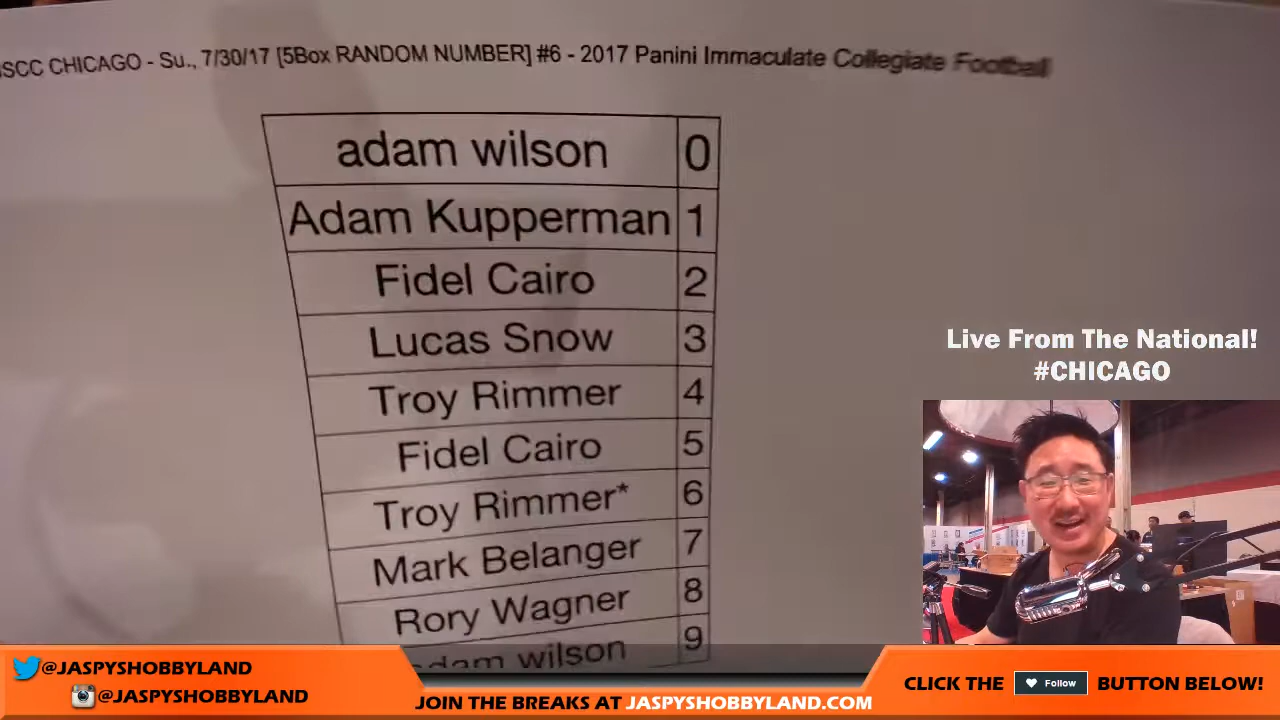 SCC CHICAGO - Su., 7/30/17 [5Box RANDOM NUMBER] #6 - 2017 Panini Immaculate Collegiate Football
adam wilson 0
Adam Kupperman 1
Fidel Cairo 2
Lucas Snow 3
Troy Rimmer 4
Fidel Cairo 5
Troy Rimmer* 6
Mark Belanger 7
Rory Wagner 8
adam wilson 9
Live From The National!
#CHICAGO
@JASPYSHOBBYLAND
@JASPYSHOBBYLAND
JOIN THE BREAKS AT JASPYSHOBBYLAND.COM
CLICK THE Follow BUTTON BELOW!